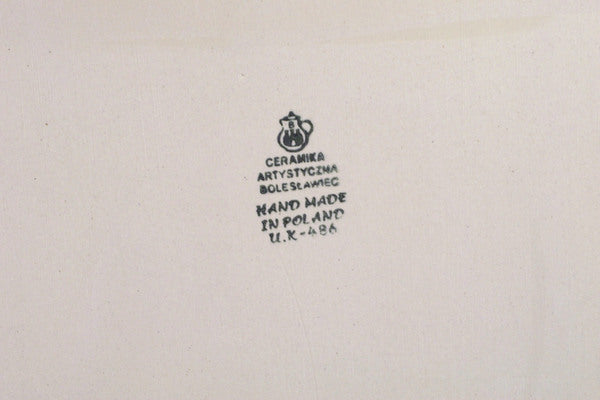 B
CERAMIKA
ARTYSTYCZNA
BOLESŁAWIEC
HAND MADE
IN POLAND
U.K-486